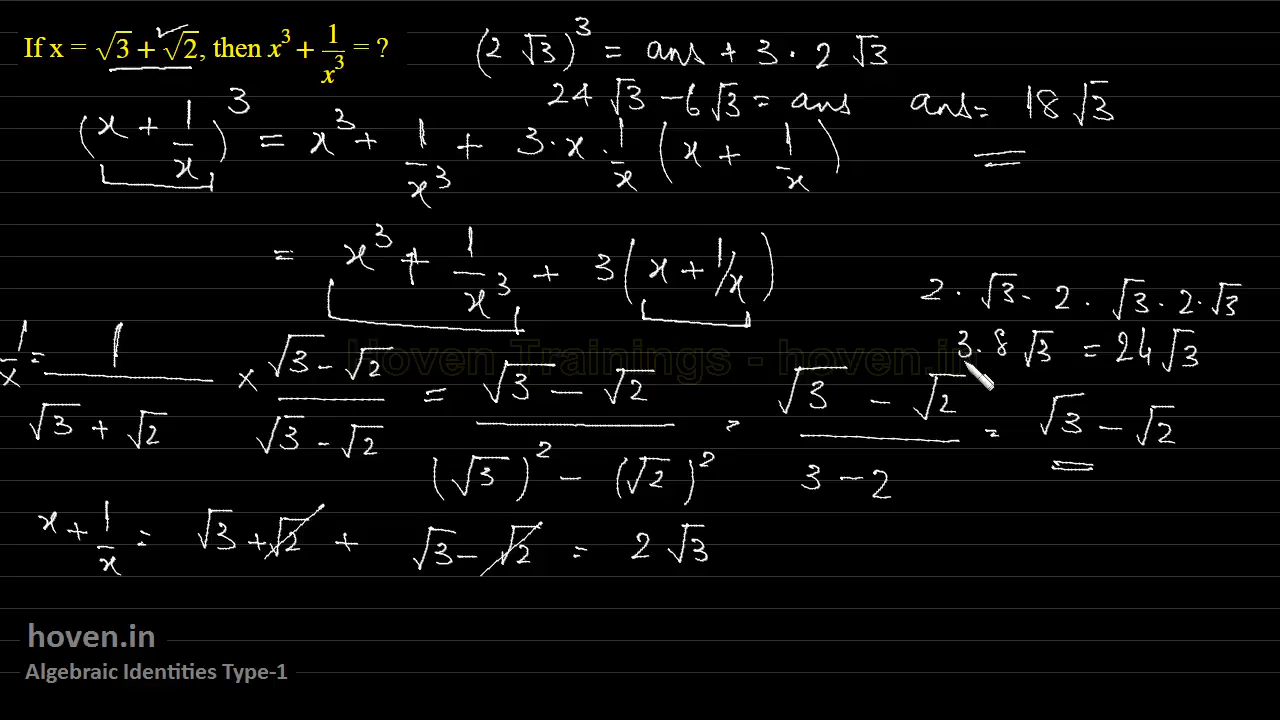 If x = √3 + √2, then x³ + 1/x³ = ?
(2 √3)³ = ans + 3 · 2 √3
24 √3 - 6 √3 = ans    ans = 18 √3
(x + 1/x)³ = x³ + 1/x³ + 3 · x · 1/x (x + 1/x)
= x³ + 1/x³ + 3 (x + 1/x)
2 · √3 - 2 · √3 · 2 · √3
3 · 8 √3 = 24 √3
Hoven Trainings - hoven.in
1/x = 1/(√3 + √2) × (√3 - √2)/(√3 - √2) = (√3 - √2)/((√3)² - (√2)²) = (√3 - √2)/(3 - 2) = √3 - √2
x + 1/x = √3 + √2 + √3 - √2 = 2 √3
hoven.in
Algebraic Identities Type-1